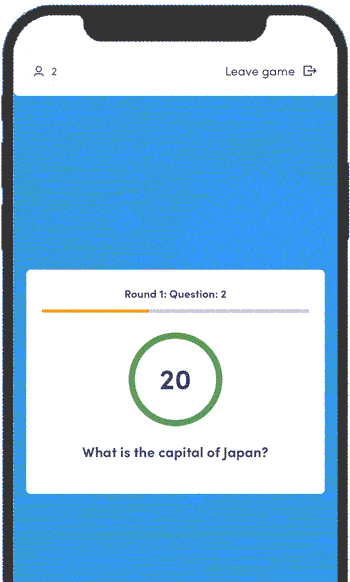 2
Leave game
Round 1: Question: 2
20
What is the capital of Japan?